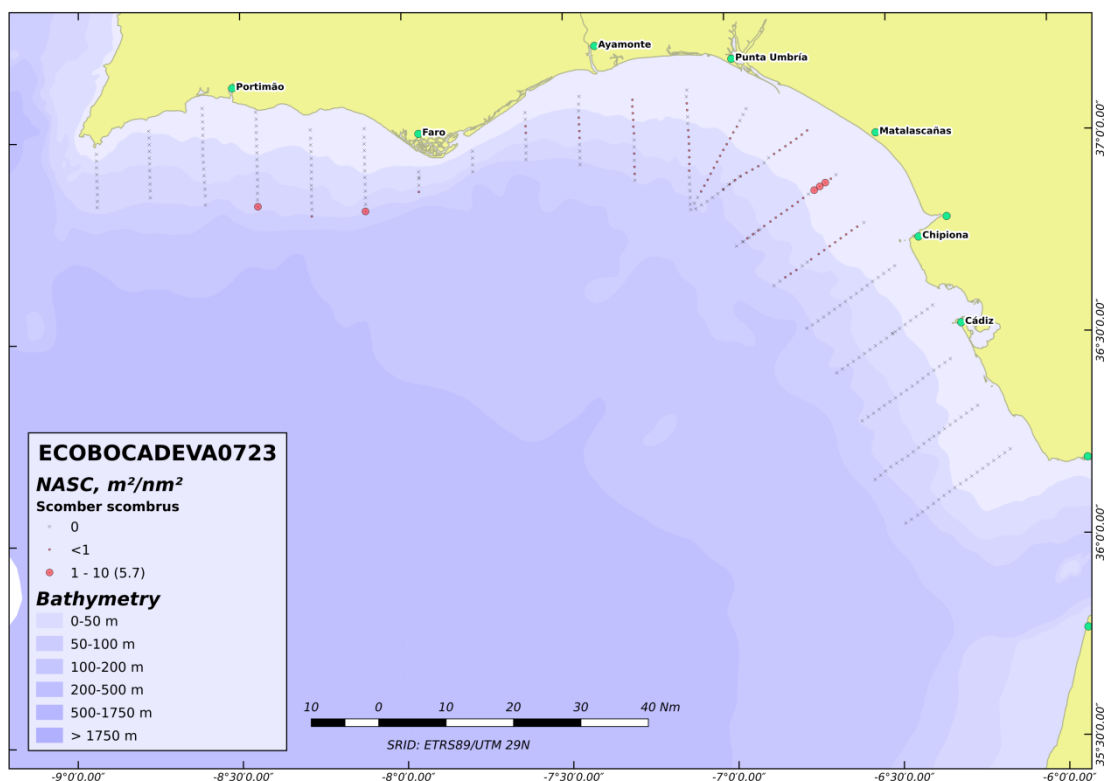 Ayamonte
Punta Umbría
Portimão
Faro
Matalascañas
Chipiona
Cádiz
37°0'0.00"
36°30'0.00"
36°0'0.00"
35°30'0.00"
ECOBOCADEVA0723
NASC, m²/nm²
Scomber scombrus
0
<1
1 - 10 (5.7)
Bathymetry
0-50 m
50-100 m
100-200 m
200-500 m
500-1750 m
> 1750 m
10 0 10 20 30 40 Nm
SRID: ETRS89/UTM 29N
-9°0'0.00" -8°30'0.00" -8°0'0.00" -7°30'0.00" -7°0'0.00" -6°30'0.00" -6°0'0.00"